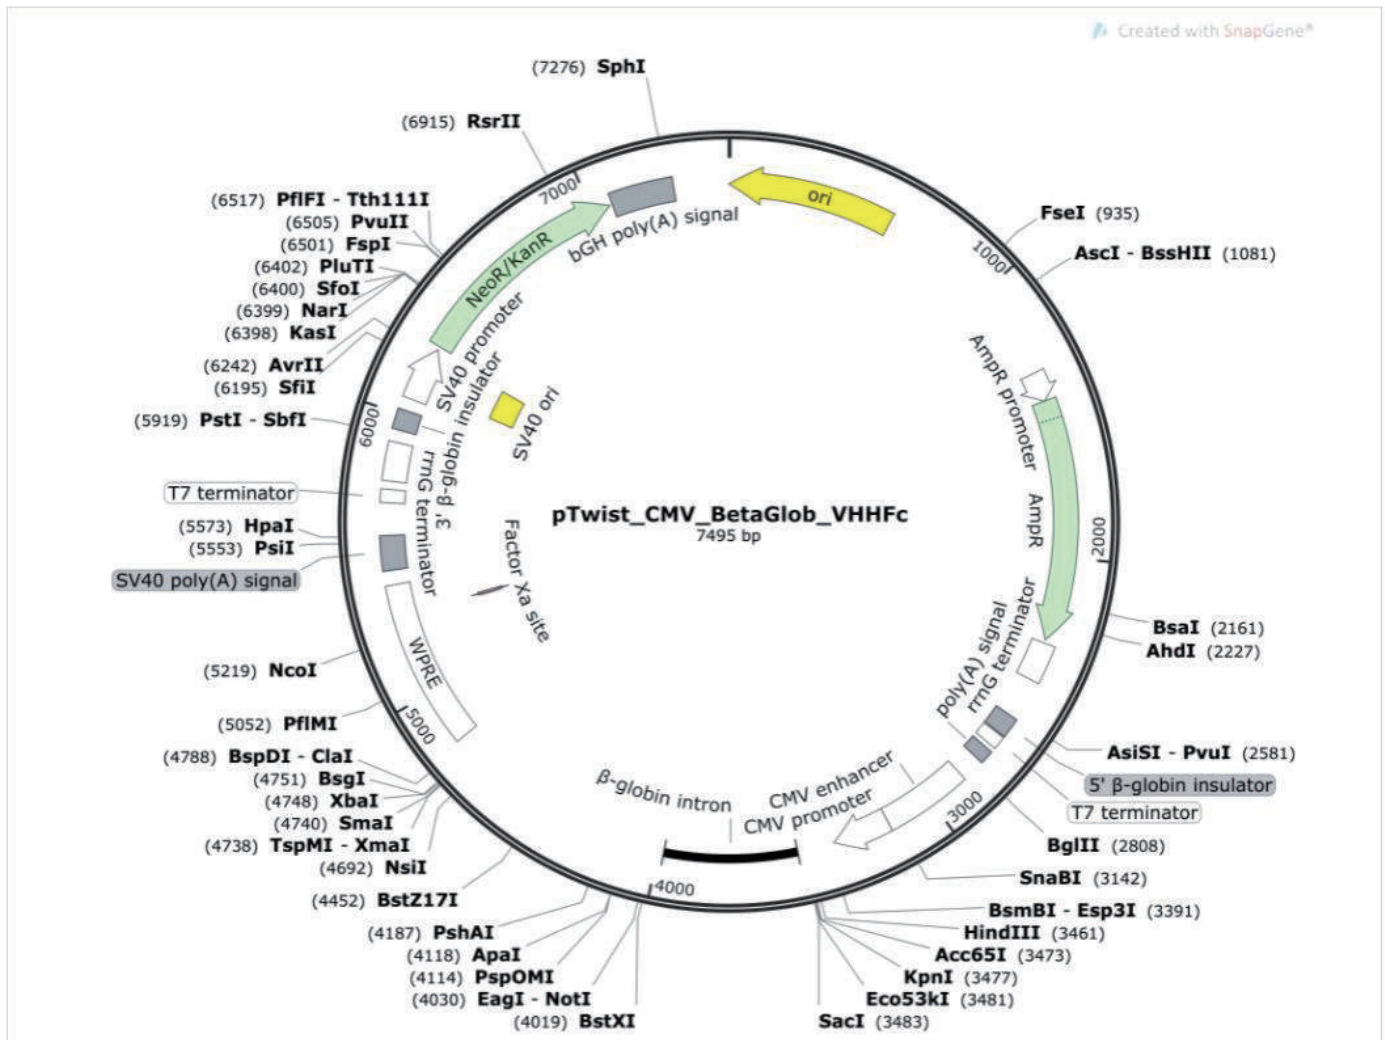 Created with SnapGene®
(7276) SphI
(6915) RsrII
(6517) PflFI - Tth111I
(6505) PvuII
(6501) FspI
(6402) PluTI
(6400) SfoI
(6399) NarI
(6398) KasI
(6242) AvrII
(6195) SfiI
(5919) PstI - SbfI
T7 terminator
(5573) HpaI
(5553) PsiI
SV40 poly(A) signal
(5219) NcoI
(5052) PflMI
(4788) BspDI - ClaI
(4751) BsgI
(4748) XbaI
(4740) SmaI
(4738) TspMI - XmaI
(4692) NsiI
(4452) BstZ17I
(4187) PshAI
(4118) ApaI
(4114) PspOMI
(4030) EagI - NotI
(4019) BstXI
FseI (935)
AscI - BssHII (1081)
BsaI (2161)
AhdI (2227)
AsiSI - PvuI (2581)
5' β-globin insulator
T7 terminator
BglII (2808)
SnaBI (3142)
BsmBI - Esp3I (3391)
HindIII (3461)
Acc65I (3473)
KpnI (3477)
Eco53kI (3481)
SacI (3483)
1000
2000
3000
4000
5000
6000
7000
ori
AmpR promoter
AmpR
rrnG terminator
poly(A) signal
CMV enhancer
CMV promoter
β-globin intron
WPRE
Factor Xa site
rrnG terminator
3' β-globin insulator
SV40 promoter
SV40 ori
NeoR/KanR
bGH poly(A) signal
pTwist_CMV_BetaGlob_VHHFc
7495 bp